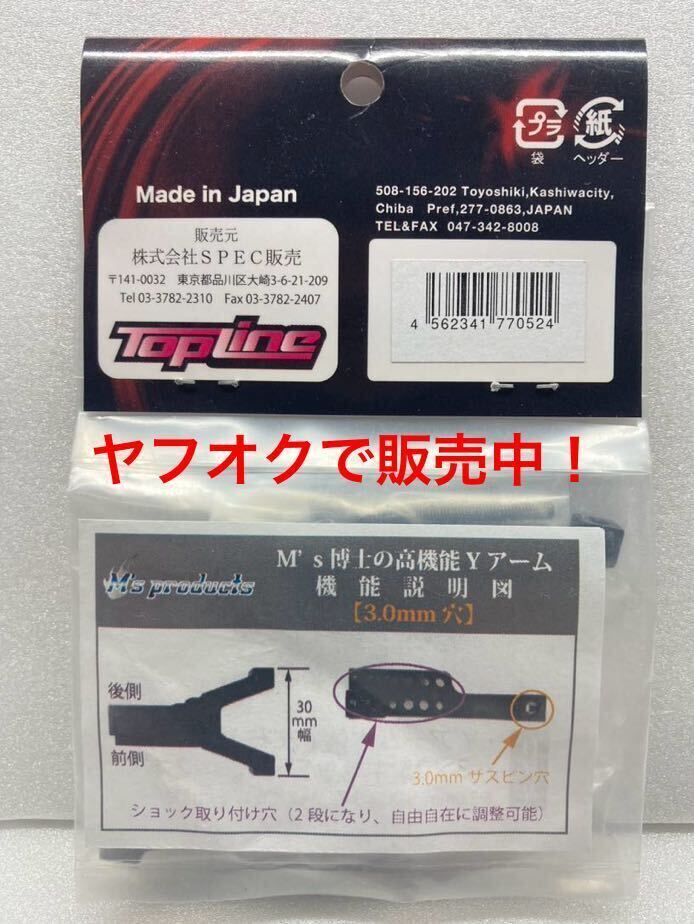 プラ
袋
紙
ヘッダー
Made in Japan
508-156-202 Toyoshiki,Kashiwacity,
Chiba Pref,277-0863,JAPAN
TEL&FAX 047-342-8008
販売元
株式会社SPEC販売
〒141-0032 東京都品川区大崎3-6-21-209
Tel 03-3782-2310 Fax 03-3782-2407
TopLine
4 562341 770524
ヤフオクで販売中！
M's products
M's博士の高機能Yアーム
機能説明図
【3.0mm穴】
後側
前側
30
mm
幅
3.0mm サスピン穴
ショック取り付け穴（2段になり、自由自在に調整可能）